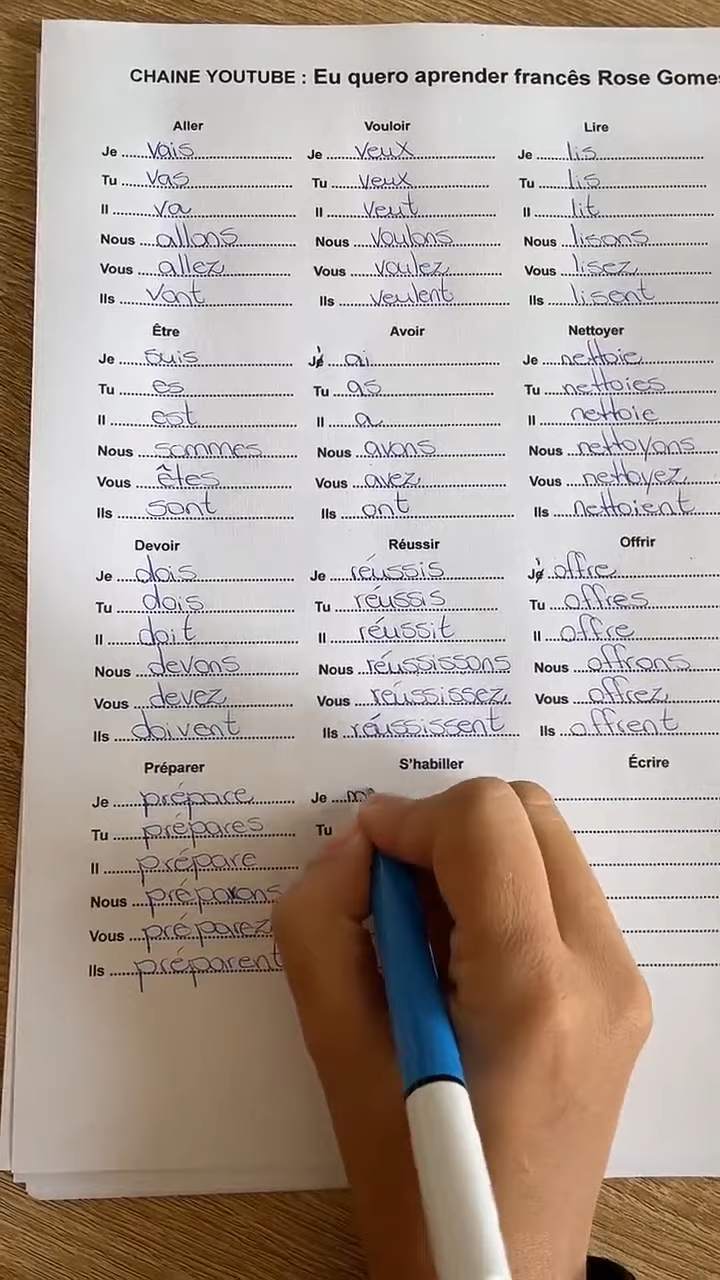 CHAINE YOUTUBE : Eu quero aprender francês Rose Gomes
Aller
Je vais
Tu vas
Il va
Nous allons
Vous allez
Ils vont
Vouloir
Je veux
Tu veux
Il veut
Nous voulons
Vous voulez
Ils veulent
Lire
Je lis
Tu lis
Il lit
Nous lisons
Vous lisez
Ils lisent
Être
Je suis
Tu es
Il est
Nous sommes
Vous êtes
Ils sont
Avoir
J' ai
Tu as
Il a
Nous avons
Vous avez
Ils ont
Nettoyer
Je nettoie
Tu nettoies
Il nettoie
Nous nettoyons
Vous nettoyez
Ils nettoient
Devoir
Je dois
Tu dois
Il doit
Nous devons
Vous devez
Ils doivent
Réussir
Je réussis
Tu réussis
Il réussit
Nous réussissons
Vous réussissez
Ils réussissent
Offrir
J' offre
Tu offres
Il offre
Nous offrons
Vous offrez
Ils offrent
Préparer
Je prépare
Tu prépares
Il prépare
Nous préparons
Vous préparez
Ils préparent
S'habiller
Je
Tu
Écrire